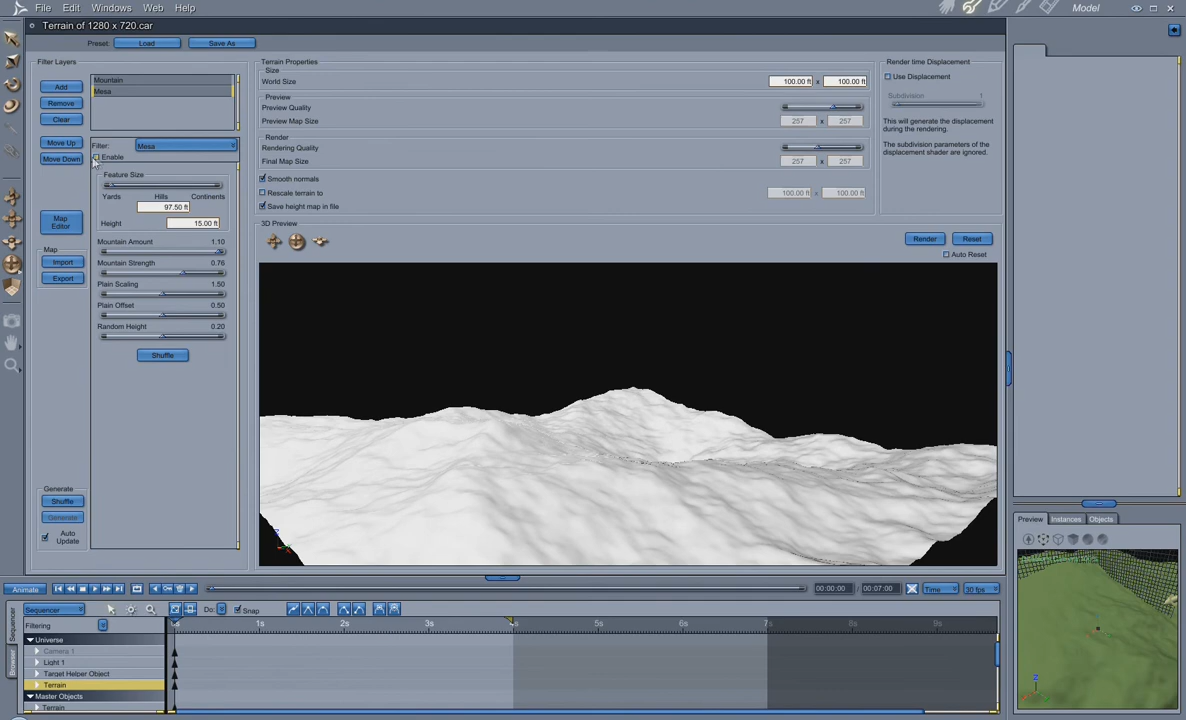 File Edit Windows Web Help Model
Terrain of 1280 x 720.car
Preset: Load Save As
Filter Layers
Add
Remove
Clear
Move Up
Move Down
Mountain
Mesa
Filter: Mesa
Enable
Feature Size
Yards Hills Continents
97.50 ft
Height 15.00 ft
Mountain Amount 1.10
Mountain Strength 0.76
Plain Scaling 1.50
Plain Offset 0.50
Random Height 0.20
Shuffle
Map Editor
Map
Import
Export
Generate
Shuffle
Generate
Auto Update
Terrain Properties
Size
World Size 100.00 ft x 100.00 ft
Preview
Preview Quality
Preview Map Size 257 x 257
Render
Rendering Quality
Final Map Size 257 x 257
Smooth normals
Rescale terrain to 100.00 ft x 100.00 ft
Save height map in file
Render time Displacement
Use Displacement
Subdivision 1
This will generate the displacement
during the rendering.
The subdivision parameters of the
displacement shader are ignored.
3D Preview
Render Reset
Auto Reset
Preview Instances Objects
Animate 00:00:00 / 00:07:00 Time 30 fps
Sequencer Do: Snap
Sequencer
Browser
Filtering
0s 1s 2s 3s 4s 5s 6s 7s 8s 9s
Universe
Camera 1
Light 1
Target Helper Object
Terrain
Master Objects
Terrain
Z